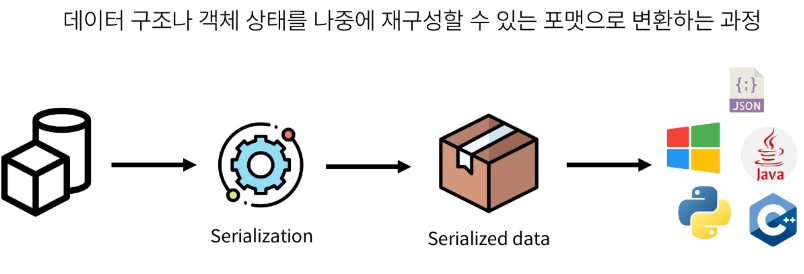 데이터 구조나 객체 상태를 나중에 재구성할 수 있는 포맷으로 변환하는 과정
{;}
JSON
Java
C++
Serialization
Serialized data